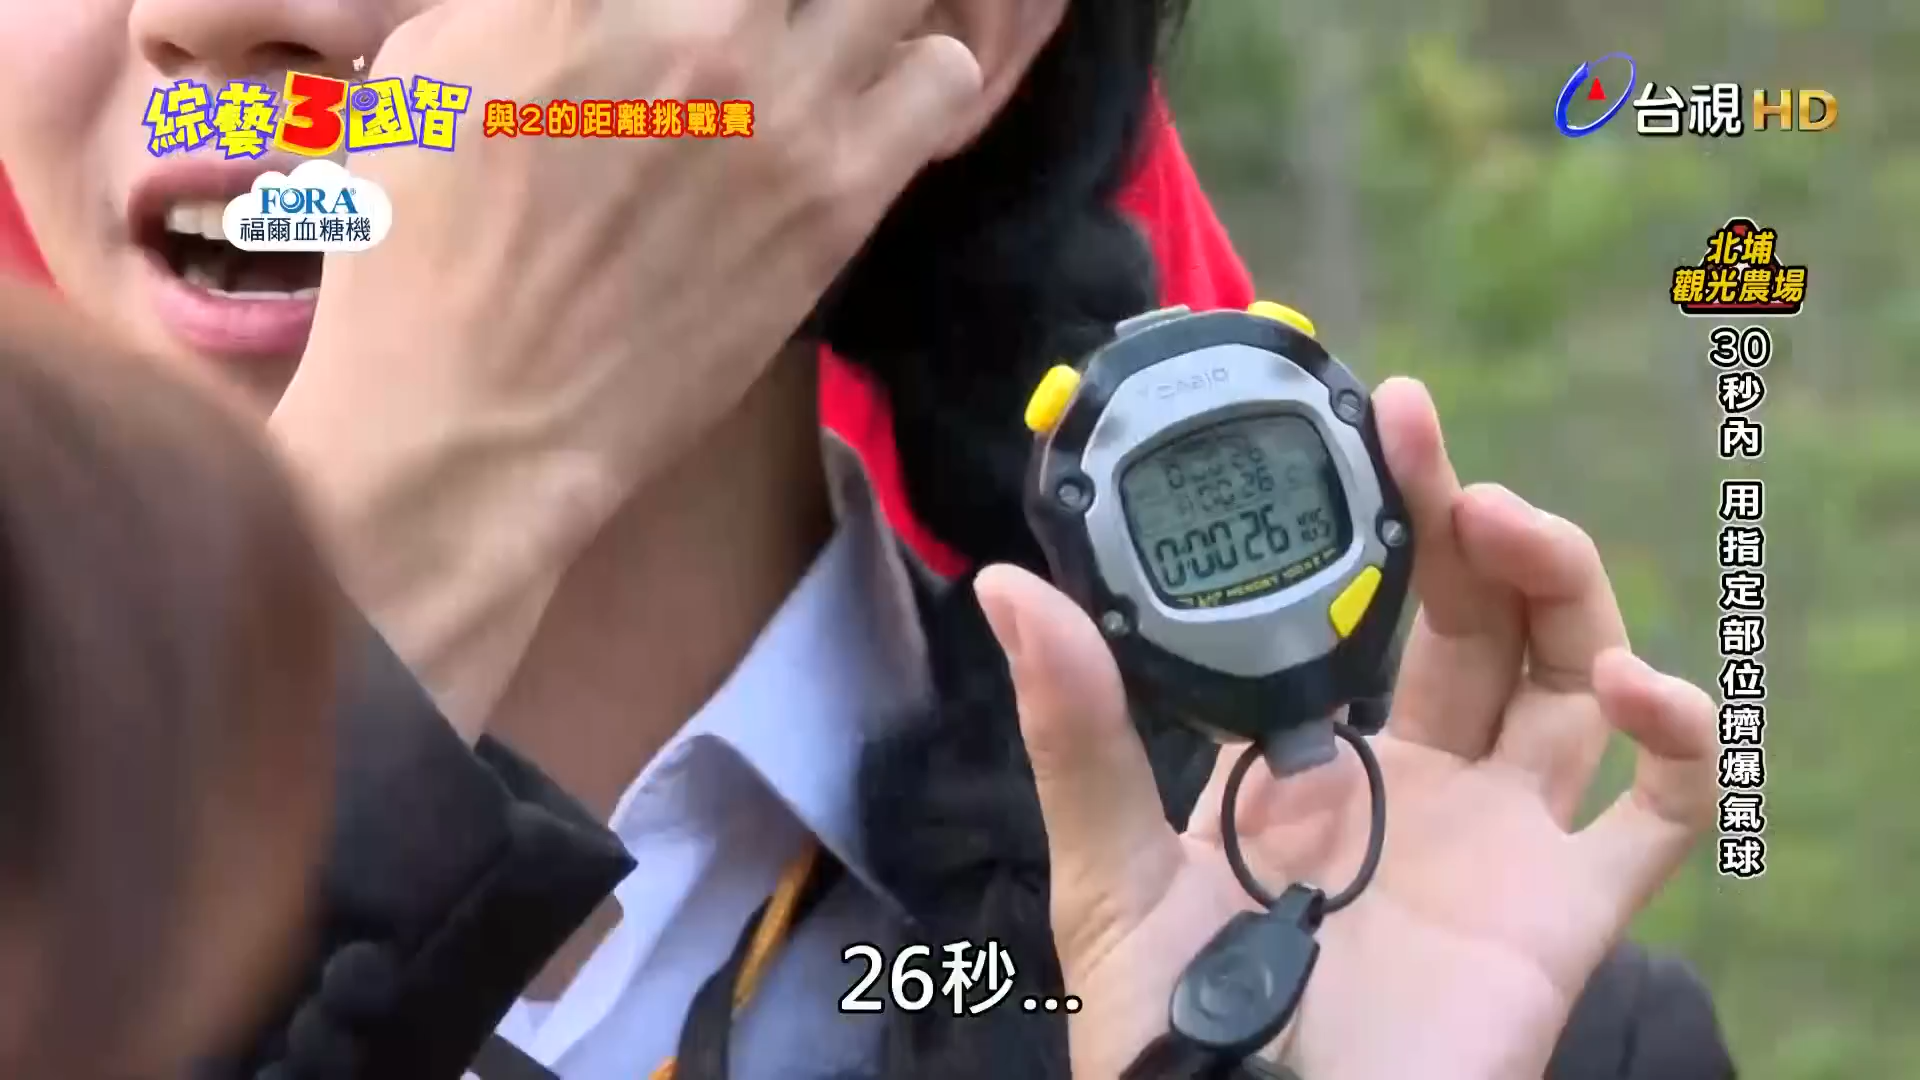 綜藝3國智
與2的距離挑戰賽
FORA
福爾血糖機
台視HD
北埔
觀光農場
30秒內 用指定部位擠爆氣球
CASIO
0:00 26
26秒...